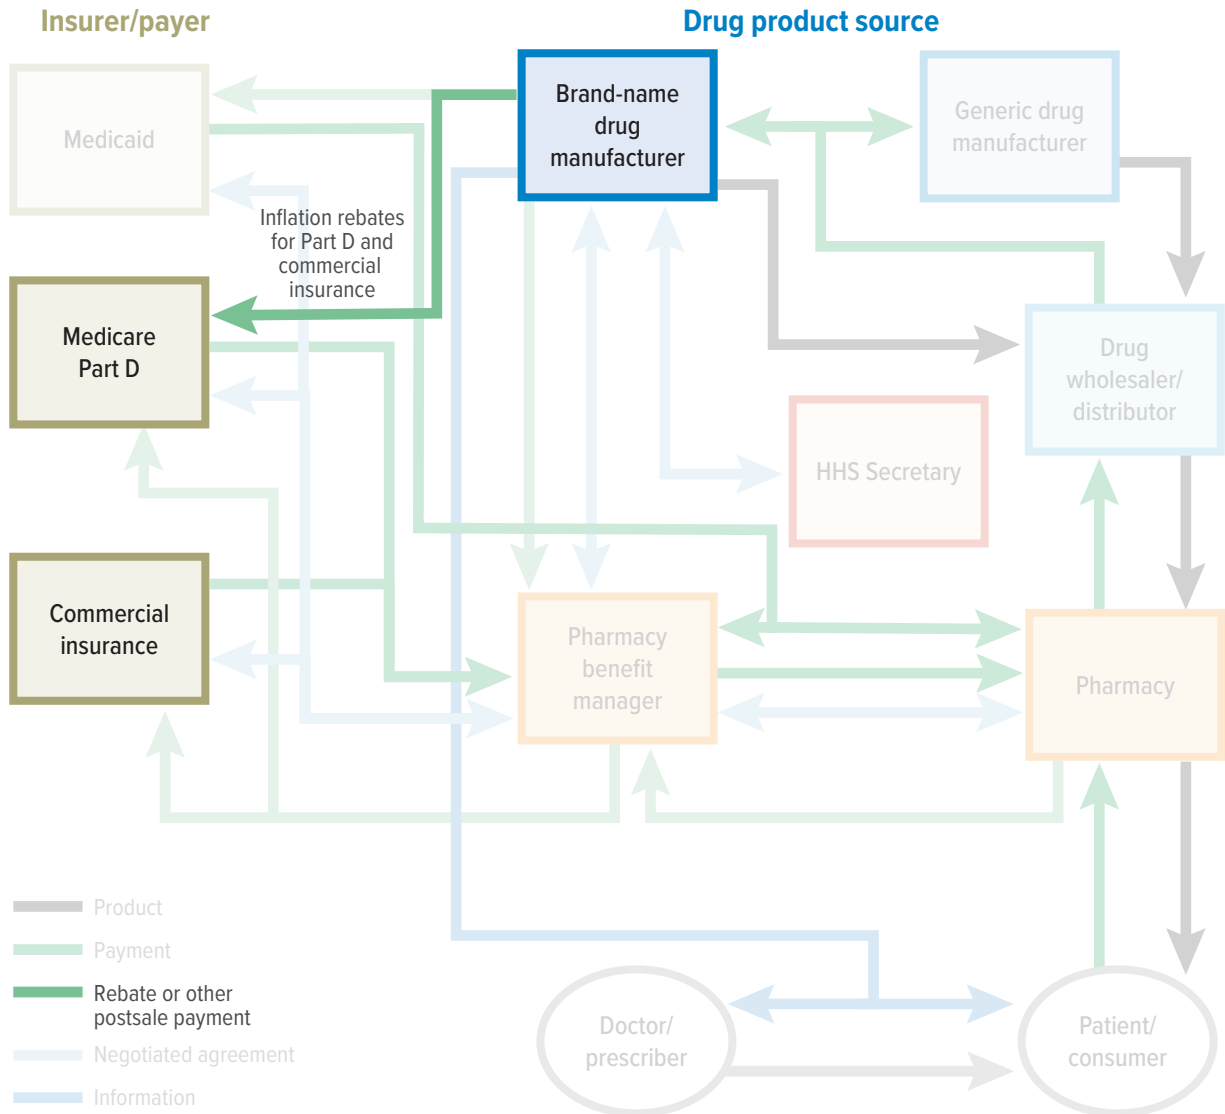 Insurer/payer
Drug product source
Medicaid
Brand-name
drug
manufacturer
Generic drug
manufacturer
Inflation rebates
for Part D and
commercial
insurance
Medicare
Part D
Drug
wholesaler/
distributor
HHS Secretary
Commercial
insurance
Pharmacy
benefit
manager
Pharmacy
Product
Payment
Rebate or other
postsale payment
Negotiated agreement
Information
Doctor/
prescriber
Patient/
consumer